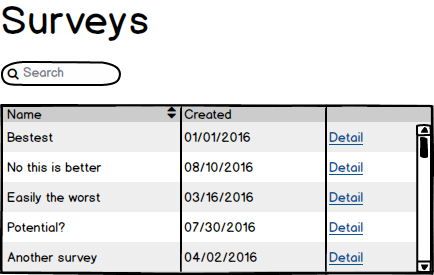 Surveys
Search
Name Created
Bestest 01/01/2016 Detail
No this is better 08/10/2016 Detail
Easily the worst 03/16/2016 Detail
Potential? 07/30/2016 Detail
Another survey 04/02/2016 Detail